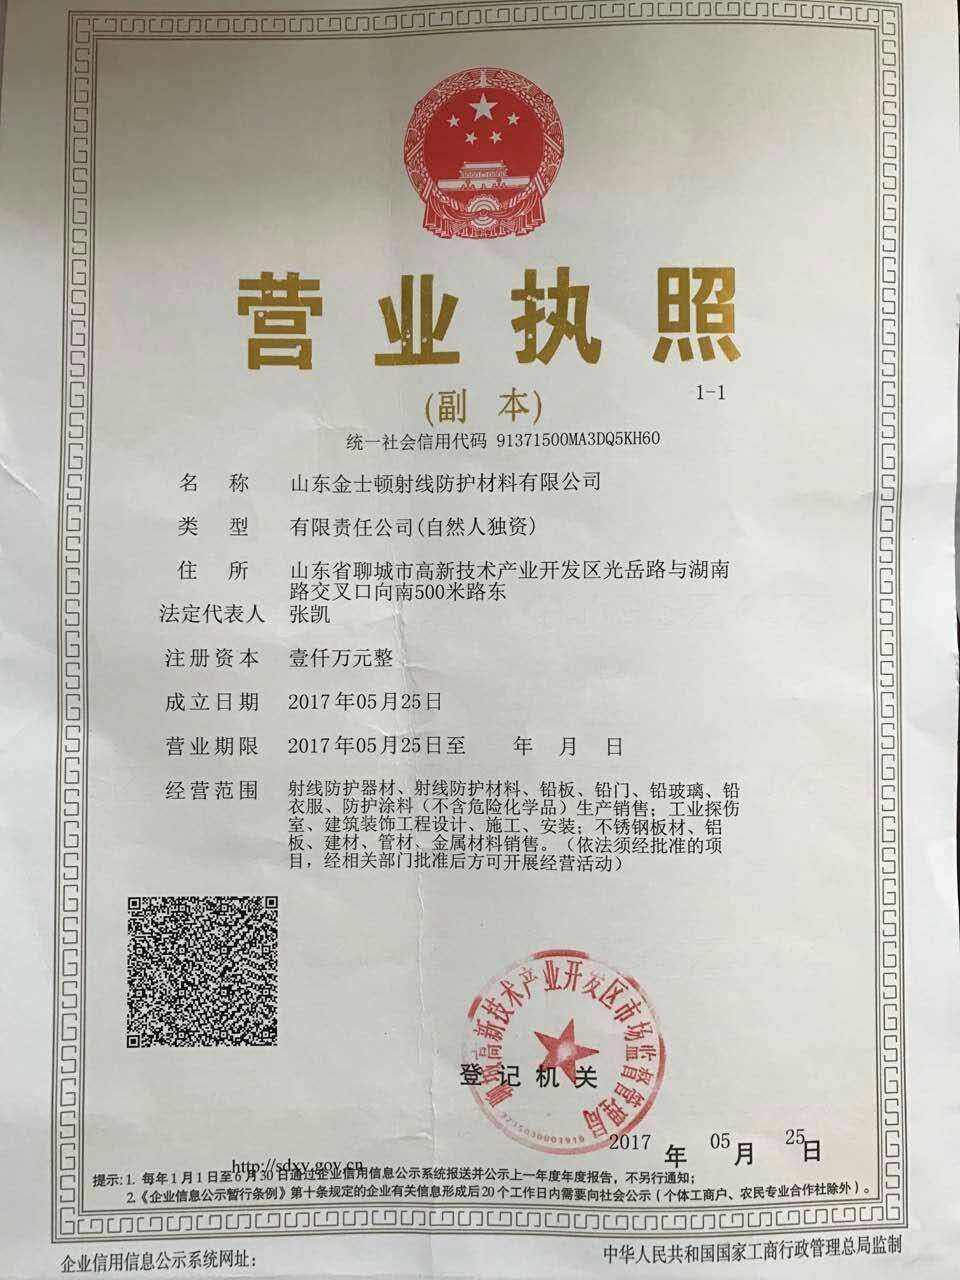 营业执照
(副 本)
1-1
统一社会信用代码 91371500MA3DQ5KH60
名 称 山东金士顿射线防护材料有限公司
类 型 有限责任公司(自然人独资)
住 所 山东省聊城市高新技术产业开发区光岳路与湖南
路交叉口向南500米路东
法定代表人 张凯
注册资本 壹仟万元整
成立日期 2017年05月25日
营业期限 2017年05月25日至 年 月 日
经营范围 射线防护器材、射线防护材料、铅板、铅门、铅玻璃、铅
衣服、防护涂料（不含危险化学品）生产销售；工业探伤
室、建筑装饰工程设计、施工、安装；不锈钢板材、铝
板、建材、管材、金属材料销售。（依法须经批准的项
目，经相关部门批准后方可开展经营活动）
聊城高新技术产业开发区市场监督管理局
登记机关
2017 年 05 月 25 日
http://sdxy.gov.cn
提示:1. 每年1月1日至6月30日通过企业信用信息公示系统报送并公示上一年度年度报告，不另行通知；
2.《企业信息公示暂行条例》第十条规定的企业有关信息形成后20个工作日内需要向社会公示（个体工商户、农民专业合作社除外）。
企业信用信息公示系统网址：
中华人民共和国国家工商行政管理总局监制